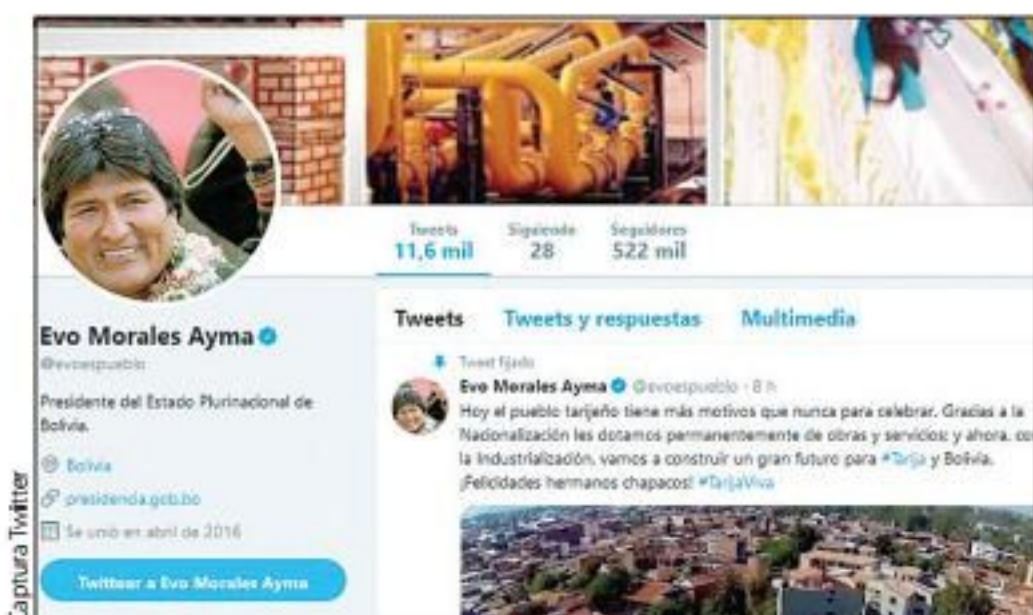 Tweets
11,6 mil
Siguiendo
28
Seguidores
522 mil
Evo Morales Ayma
@evoespueblo
Presidente del Estado Plurinacional de
Bolivia.
Bolivia
presidencia.gob.bo
Se unió en abril de 2016
Twittear a Evo Morales Ayma
Tweets Tweets y respuestas Multimedia
Tweet fijado
Evo Morales Ayma @evoespueblo · 8 h
Hoy el pueblo tarijeño tiene más motivos que nunca para celebrar. Gracias a la
Nacionalización les dotamos permanentemente de obras y servicios; y ahora, co
la Industrialización, vamos a construir un gran futuro para #Tarija y Bolivia.
¡Felicidades hermanos chapacos! #TarijaViva
Captura Twitter